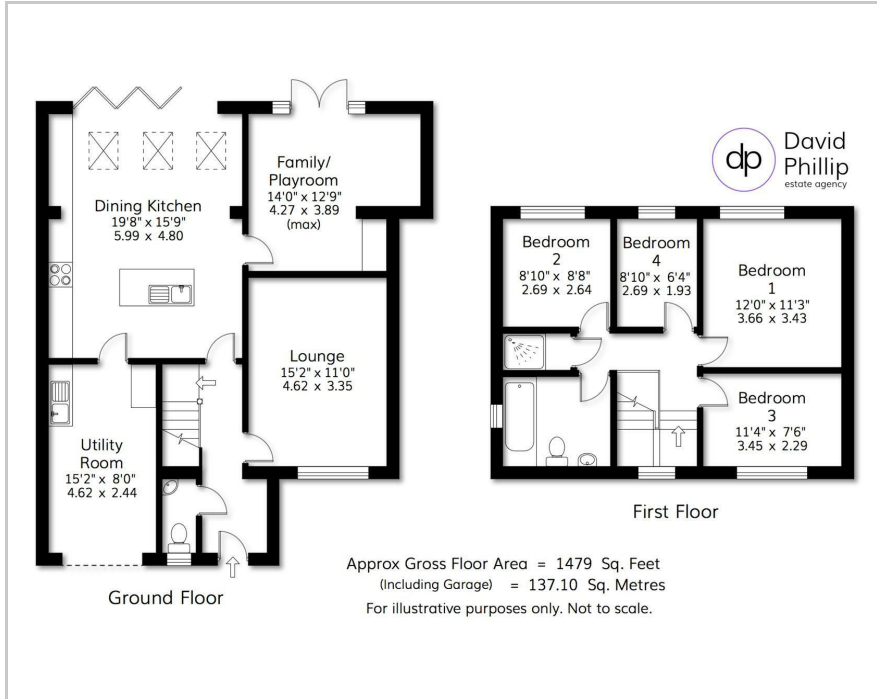 David
Phillip
estate agency
dp
Family/
Playroom
14'0" x 12'9"
4.27 x 3.89
(max)
Dining Kitchen
19'8" x 15'9"
5.99 x 4.80
Lounge
15'2" x 11'0"
4.62 x 3.35
Utility
Room
15'2" x 8'0"
4.62 x 2.44
Ground Floor
Bedroom
2
8'10" x 8'8"
2.69 x 2.64
Bedroom
4
8'10" x 6'4"
2.69 x 1.93
Bedroom
1
12'0" x 11'3"
3.66 x 3.43
Bedroom
3
11'4" x 7'6"
3.45 x 2.29
First Floor
Approx Gross Floor Area = 1479 Sq. Feet
(Including Garage) = 137.10 Sq. Metres
For illustrative purposes only. Not to scale.